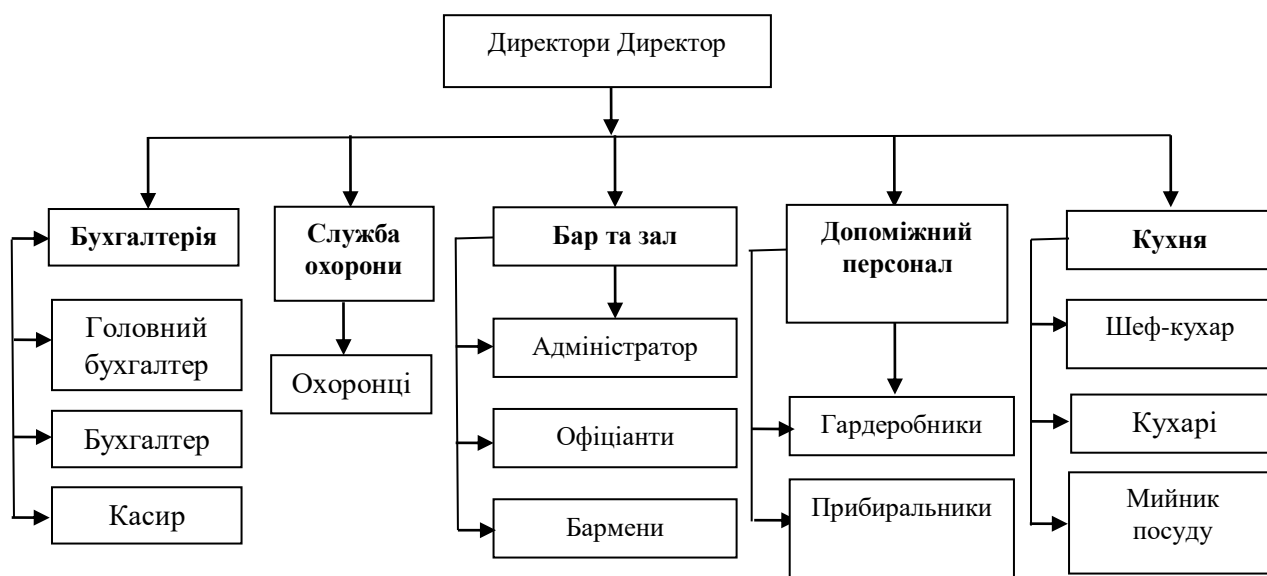 Директори Директор
Бухгалтерія
Служба
охорони
Бар та зал
Допоміжний
персонал
Кухня
Головний
бухгалтер
Бухгалтер
Касир
Охоронці
Адміністратор
Офіціанти
Бармени
Гардеробники
Прибиральники
Шеф-кухар
Кухарі
Мийник
посуду